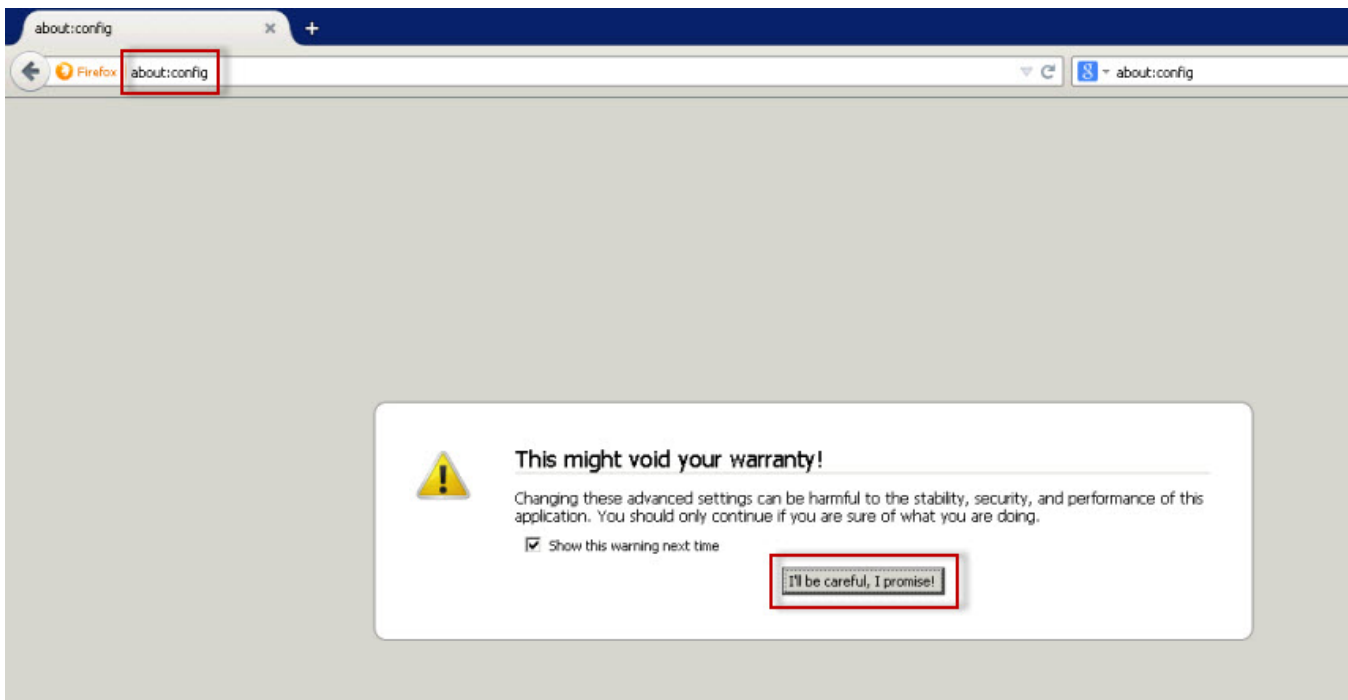 about:config
Firefox about:config
8 about:config
This might void your warranty!
Changing these advanced settings can be harmful to the stability, security, and performance of this
application. You should only continue if you are sure of what you are doing.
Show this warning next time
I'll be careful, I promise!